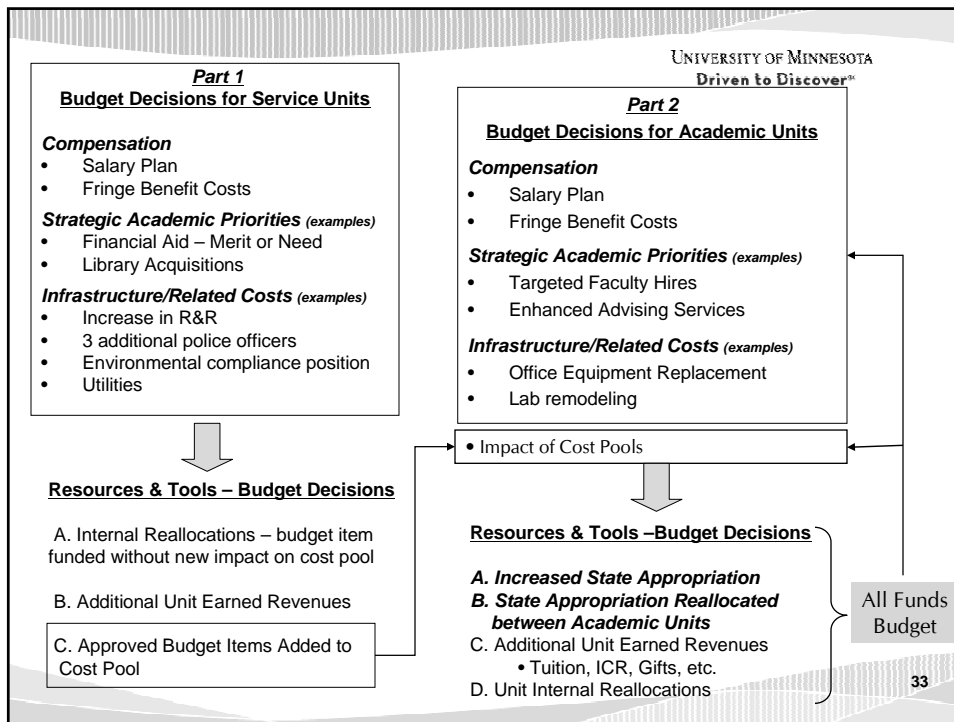 UNIVERSITY OF MINNESOTA
Driven to Discover℠
Part 1
Budget Decisions for Service Units
Compensation
• Salary Plan
• Fringe Benefit Costs
Strategic Academic Priorities (examples)
• Financial Aid – Merit or Need
• Library Acquisitions
Infrastructure/Related Costs (examples)
• Increase in R&R
• 3 additional police officers
• Environmental compliance position
• Utilities
Resources & Tools – Budget Decisions
A. Internal Reallocations – budget item
funded without new impact on cost pool
B. Additional Unit Earned Revenues
C. Approved Budget Items Added to
Cost Pool
Part 2
Budget Decisions for Academic Units
Compensation
• Salary Plan
• Fringe Benefit Costs
Strategic Academic Priorities (examples)
• Targeted Faculty Hires
• Enhanced Advising Services
Infrastructure/Related Costs (examples)
• Office Equipment Replacement
• Lab remodeling
• Impact of Cost Pools
Resources & Tools –Budget Decisions
A. Increased State Appropriation
B. State Appropriation Reallocated
between Academic Units
C. Additional Unit Earned Revenues
• Tuition, ICR, Gifts, etc.
D. Unit Internal Reallocations
All Funds
Budget
33